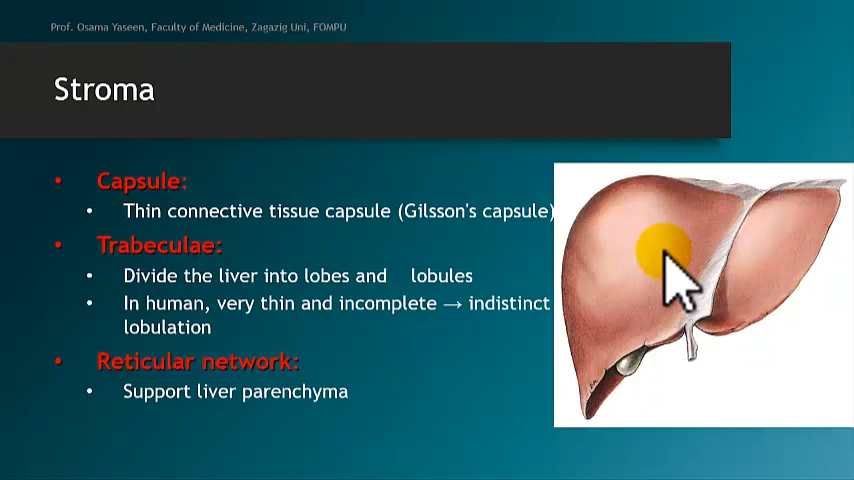 Prof. Osama Yaseen, Faculty of Medicine, Zagazig Uni, FOMPU
Stroma
• Capsule:
• Thin connective tissue capsule (Gilsson's capsule)
• Trabeculae:
• Divide the liver into lobes and lobules
• In human, very thin and incomplete → indistinct
lobulation
• Reticular network:
• Support liver parenchyma